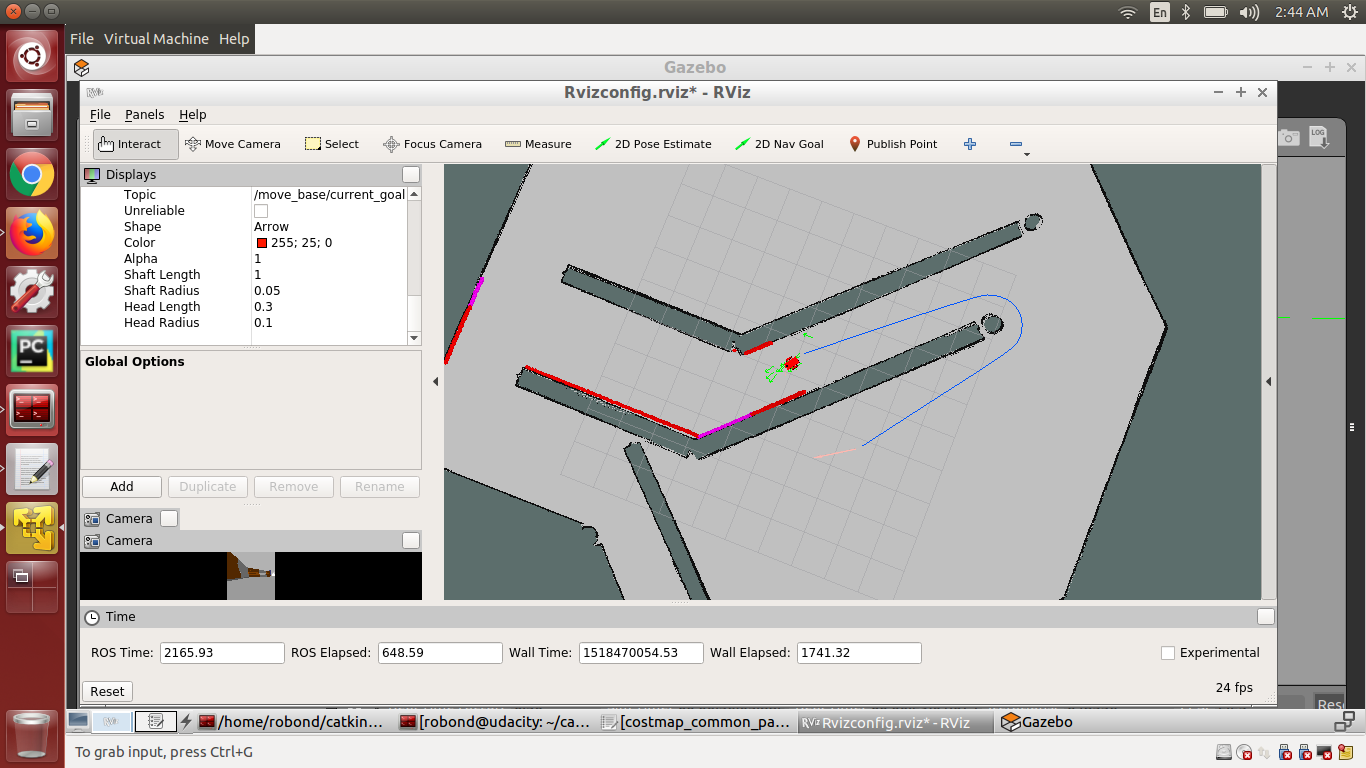 En 2:44 AM
File Virtual Machine Help
Gazebo
RViz Rvizconfig.rviz* - RViz
File Panels Help
Interact Move Camera Select Focus Camera Measure 2D Pose Estimate 2D Nav Goal Publish Point
LOG
Displays
Topic /move_base/current_goal
Unreliable
Shape Arrow
Color 255; 25; 0
Alpha 1
Shaft Length 1
Shaft Radius 0.05
Head Length 0.3
Head Radius 0.1
PC
Global Options
Add Duplicate Remove Rename
Camera
Camera
Time
ROS Time: 2165.93 ROS Elapsed: 648.59 Wall Time: 1518470054.53 Wall Elapsed: 1741.32 Experimental
Reset 24 fps
/home/robond/catkin... [robond@udacity: ~/ca... [costmap_common_pa... RViz Rvizconfig.rviz* - RViz Gazebo
To grab input, press Ctrl+G